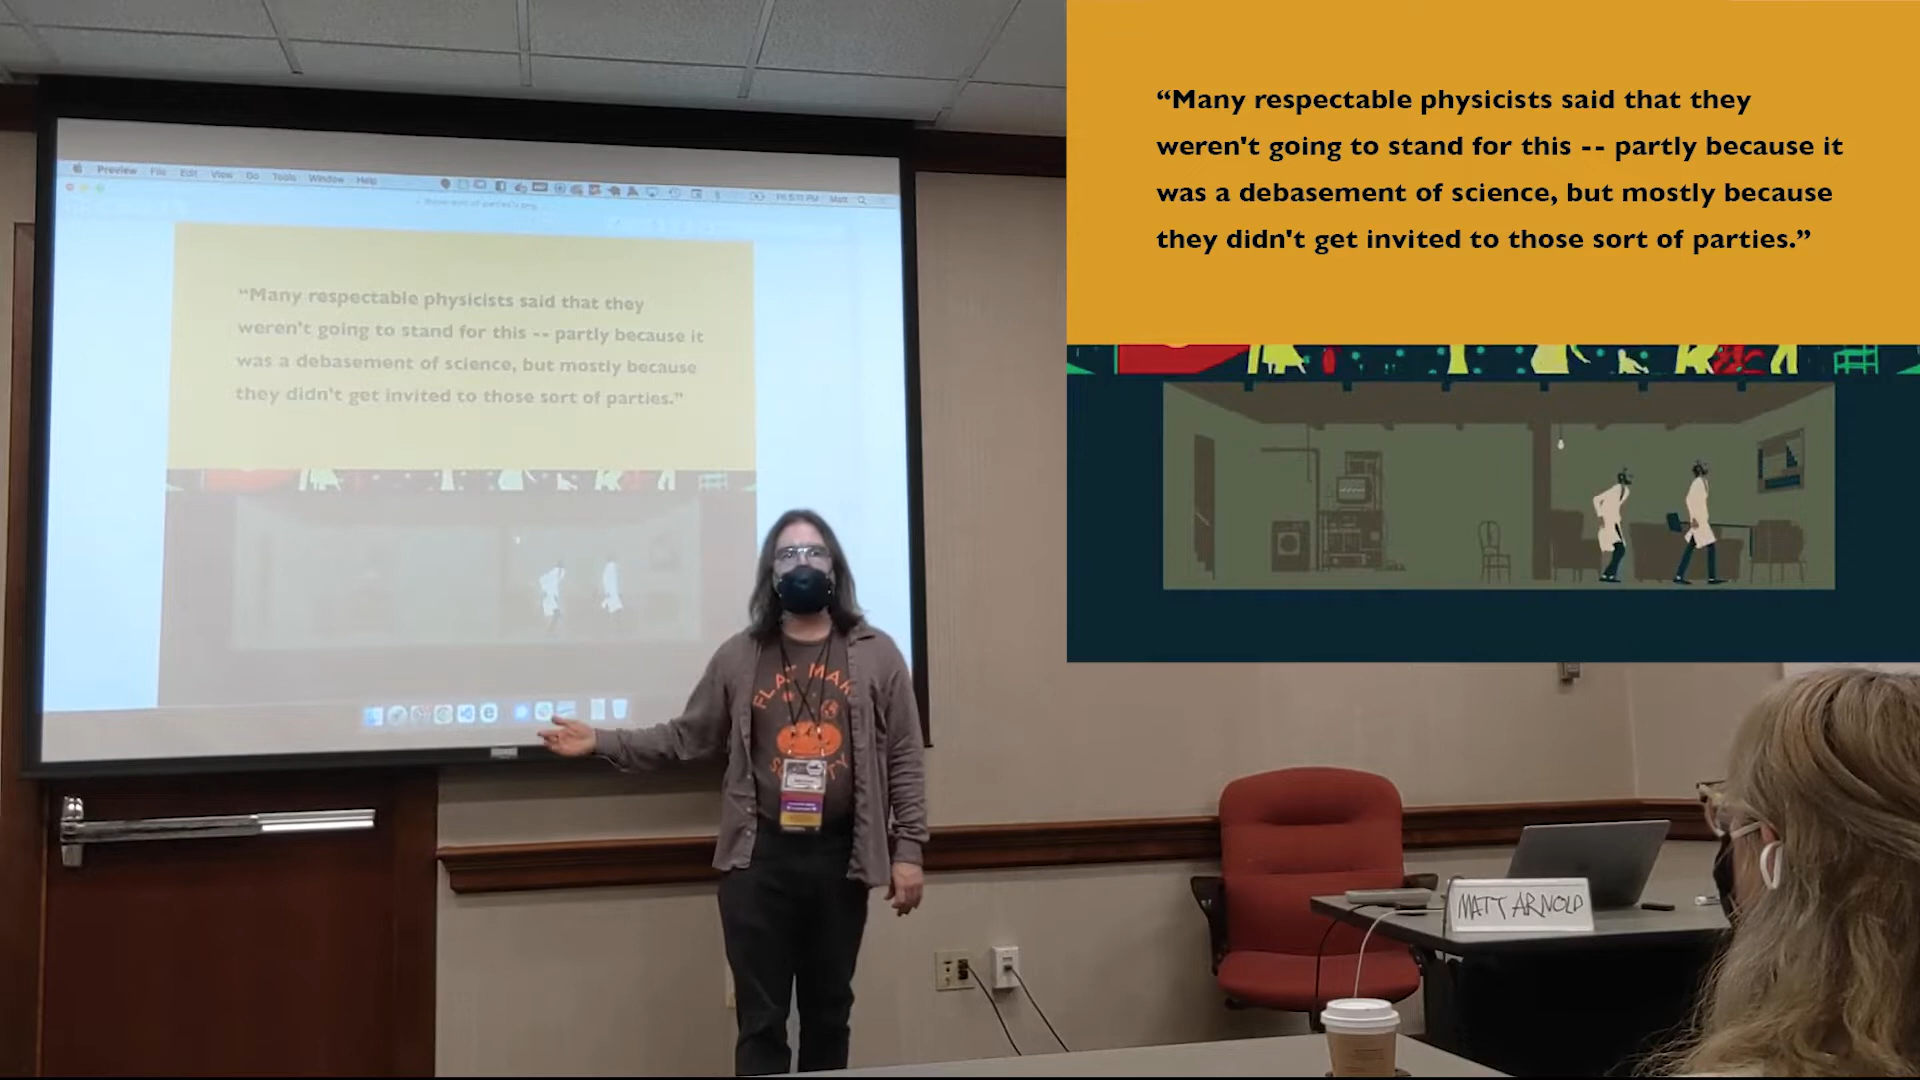 Preview File Edit View Go Tools Window Help
Matt
“Many respectable physicists said that they
weren't going to stand for this -- partly because it
was a debasement of science, but mostly because
they didn't get invited to those sort of parties.”
“Many respectable physicists said that they
weren't going to stand for this -- partly because it
was a debasement of science, but mostly because
they didn't get invited to those sort of parties.”
FLAT MA
MATT ARNOLD